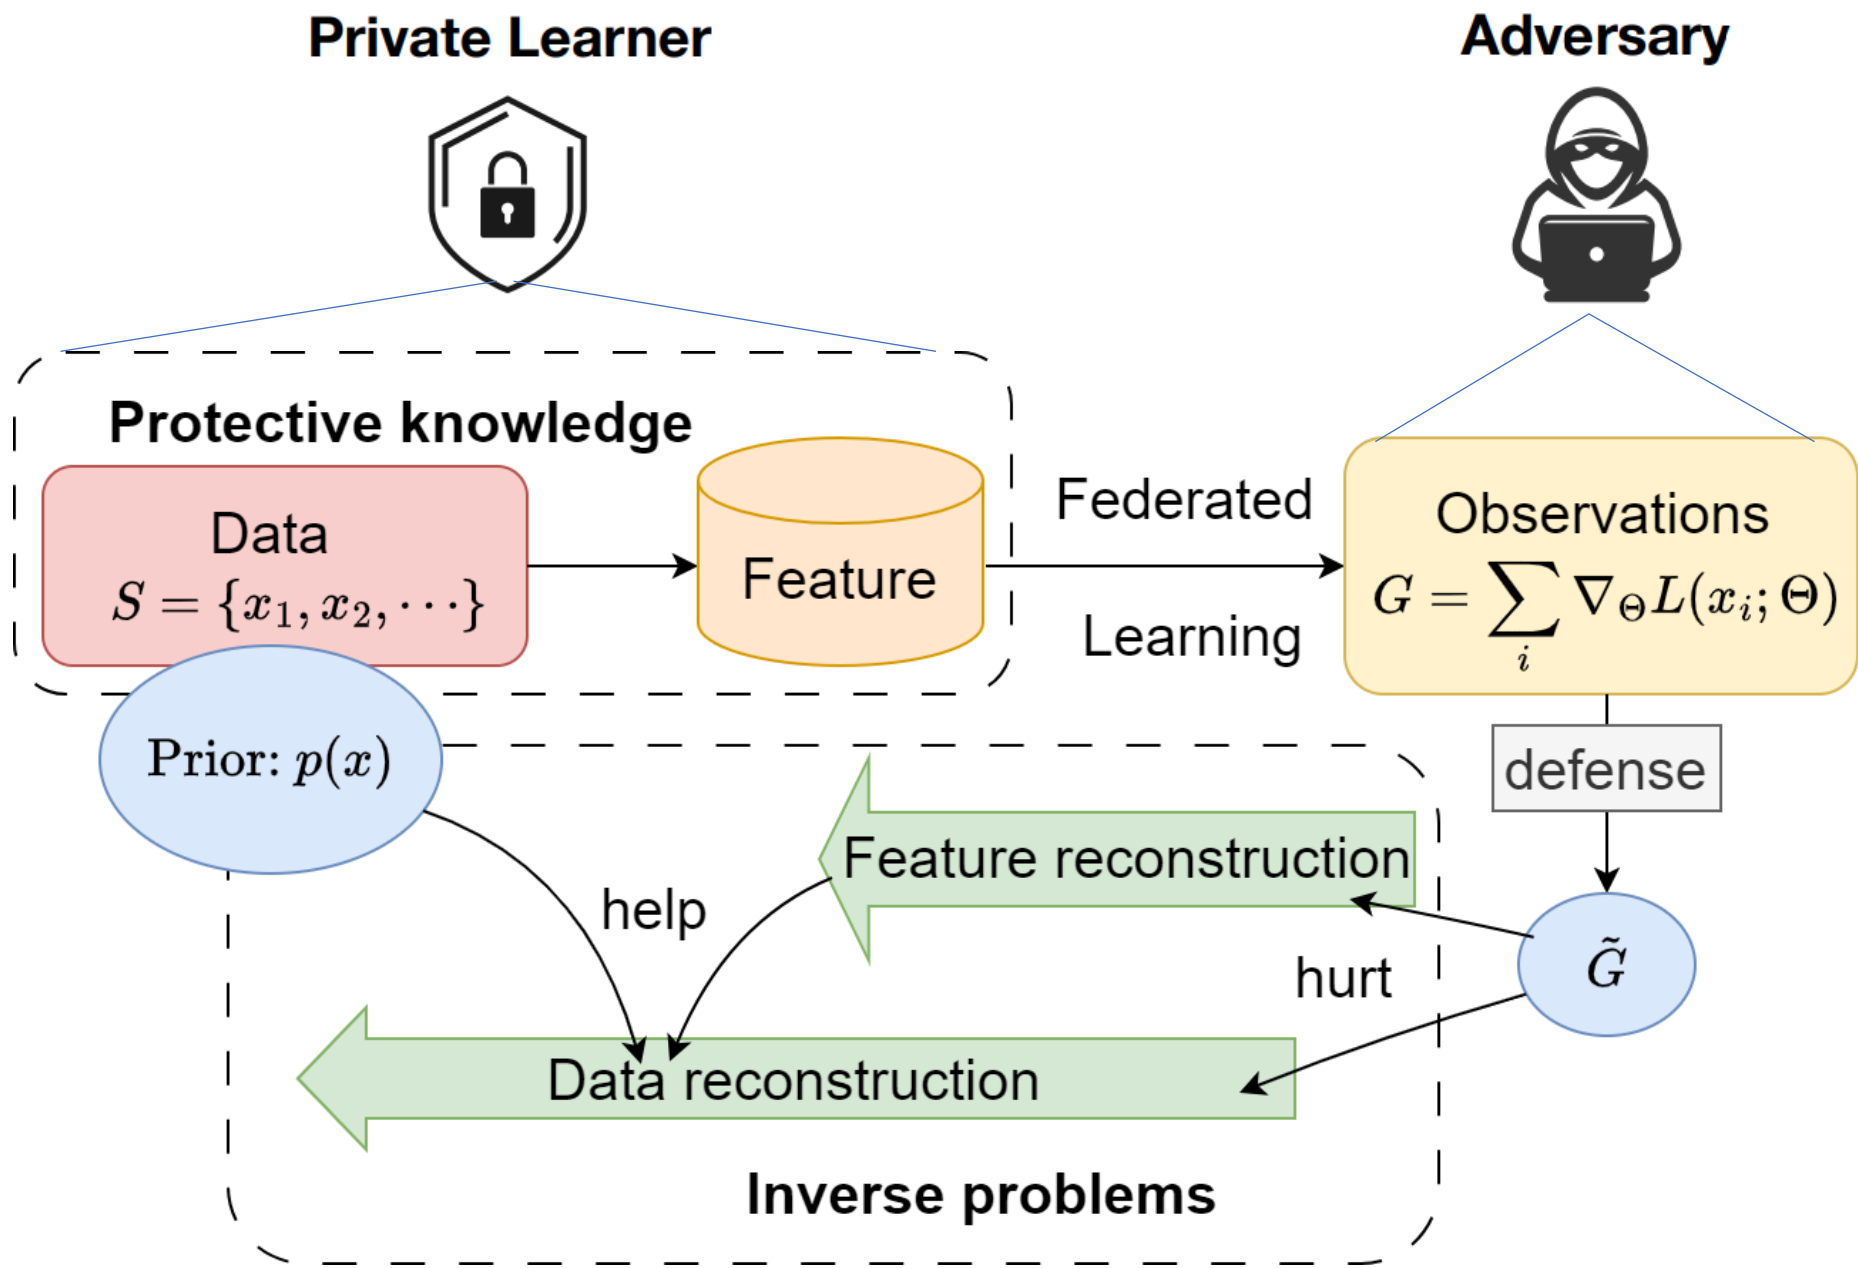 Private Learner
Adversary
Protective knowledge
Data
S = {x₁, x₂, ⋯}
Feature
Federated
Learning
Observations
G = ∑ᵢ ∇_Θ L(xᵢ; Θ)
Prior: p(x)
defense
Feature reconstruction
help
G̃
hurt
Data reconstruction
Inverse problems